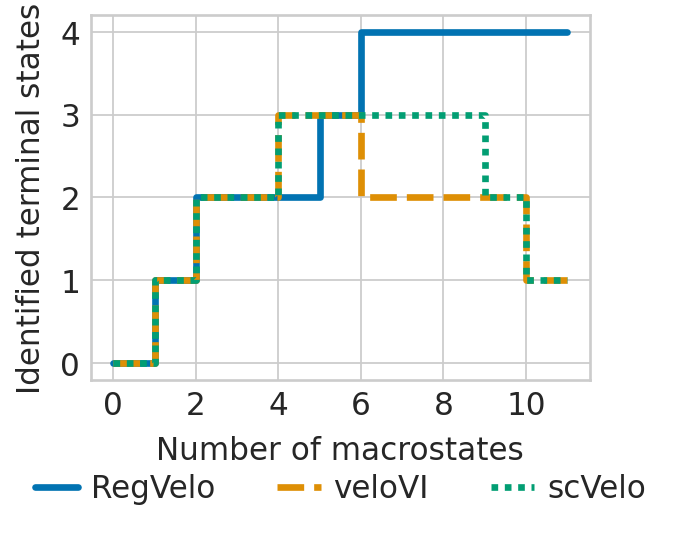 Identified terminal states
4
3
2
1
0
0 2 4 6 8 10
Number of macrostates
RegVelo veloVI scVelo